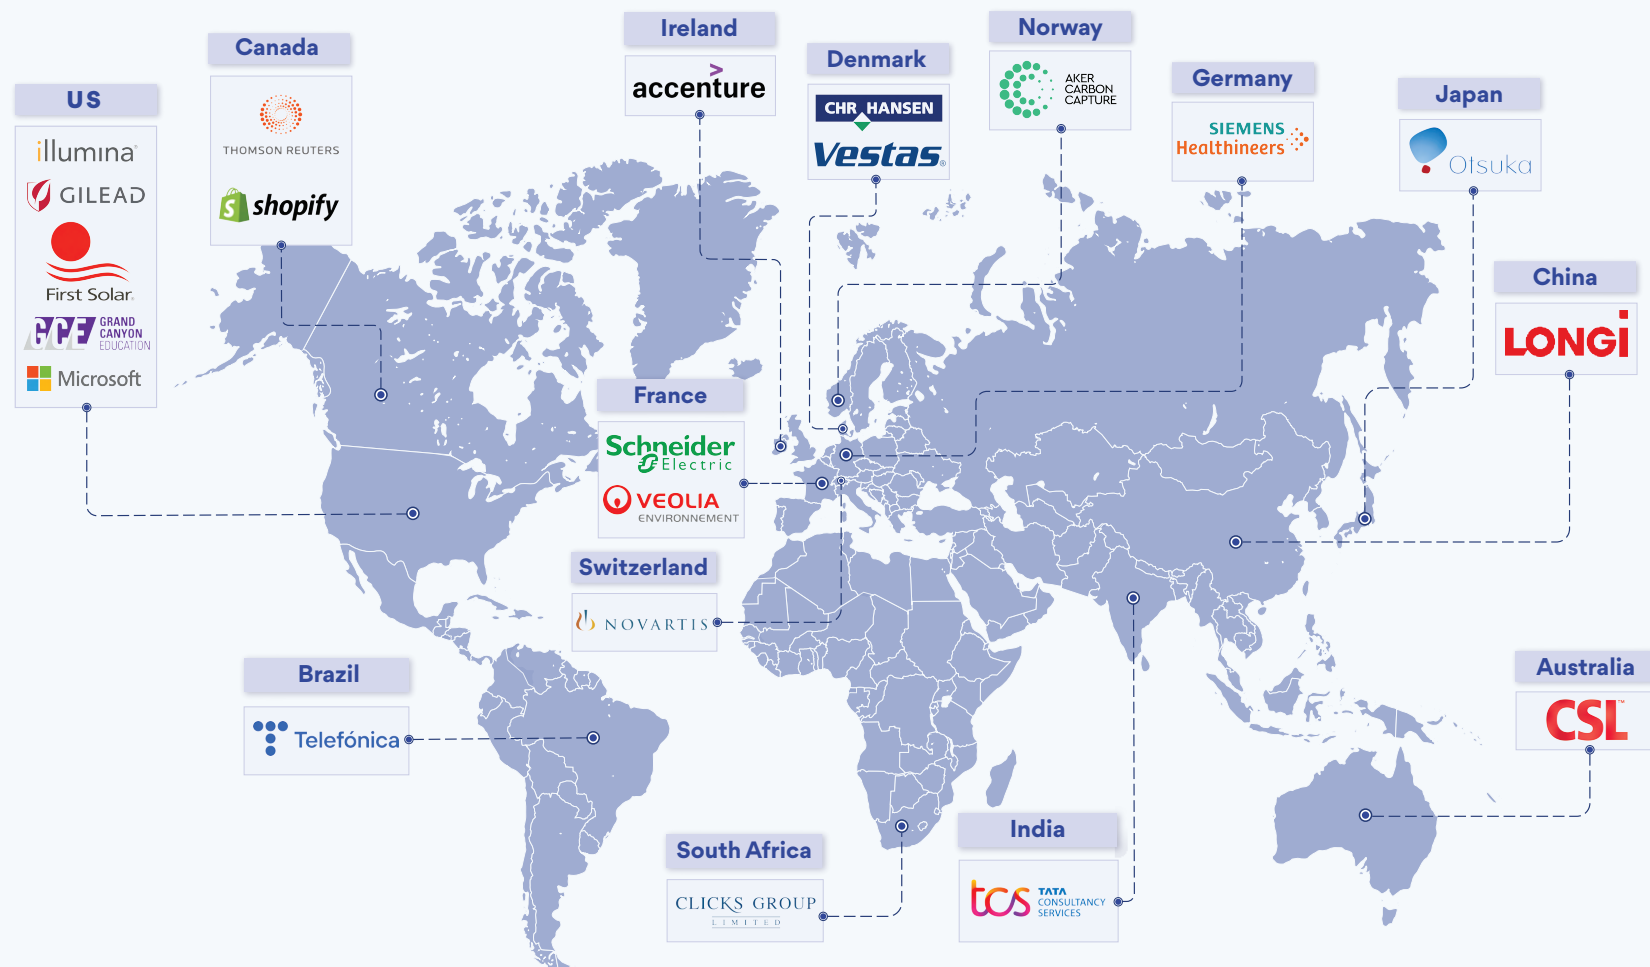 US
illumina®
GILEAD
First Solar.
GCE GRAND
CANYON
EDUCATION
Microsoft
Canada
THOMSON REUTERS
shopify
Ireland
accenture
Denmark
CHR HANSEN
Vestas®
Norway
AKER
CARBON
CAPTURE
Germany
SIEMENS
Healthineers
Japan
Otsuka
China
LONGi
France
Schneider
Electric
VEOLIA
ENVIRONNEMENT
Switzerland
NOVARTIS
Brazil
Telefónica
South Africa
CLICKS GROUP
LIMITED
India
tcs TATA
CONSULTANCY
SERVICES
Australia
CSL™